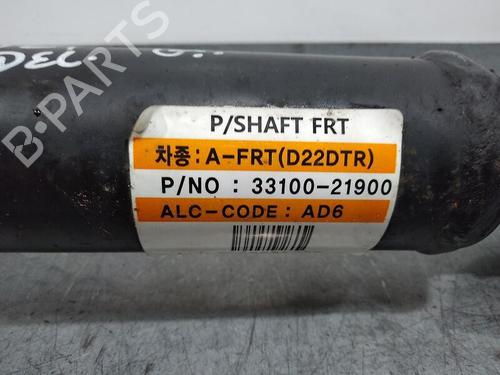 P/SHAFT FRT
차종: A-FRT(D22DTR)
P/NO : 33100-21900
ALC-CODE : AD6
B-PARTS